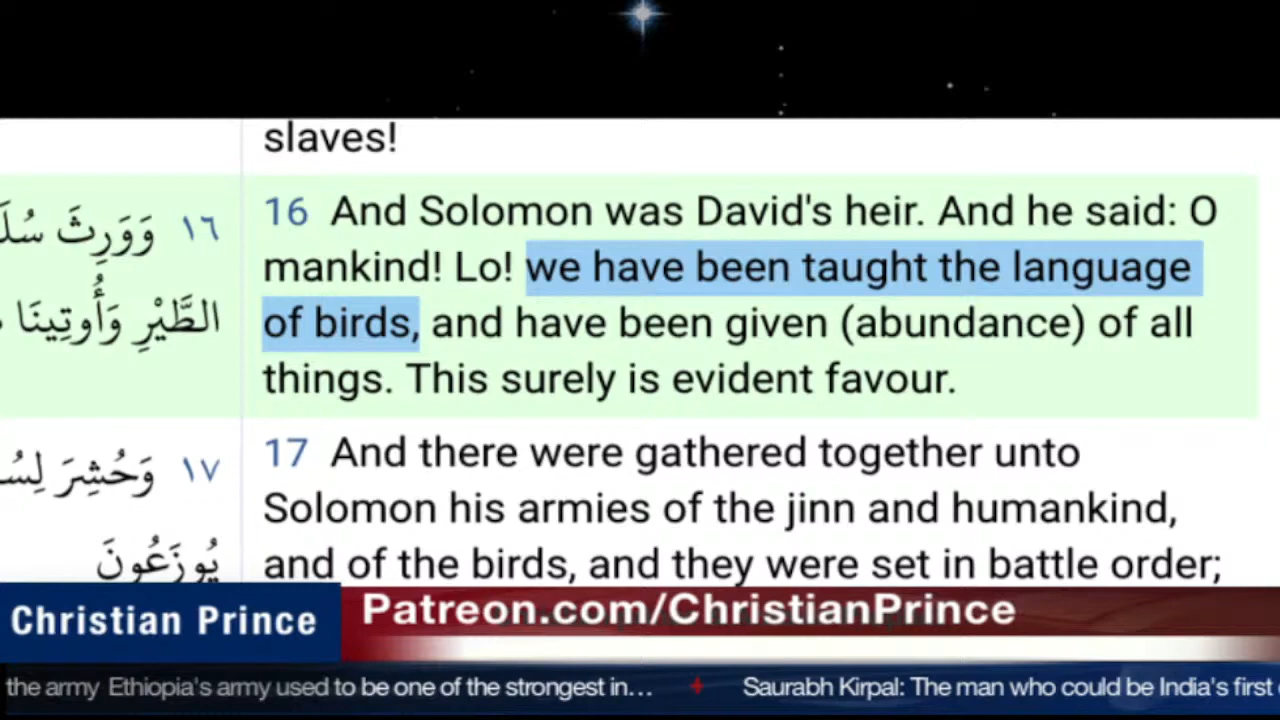 slaves!
١٦ وَوَرِثَ
16 And Solomon was David's heir. And he said: O
mankind! Lo! we have been taught the language
الطَّيْرِ وَأُوتِينَا
of birds, and have been given (abundance) of all
things. This surely is evident favour.
١٧ وَحُشِرَ
17 And there were gathered together unto
Solomon his armies of the jinn and humankind,
يُوزَعُونَ
and of the birds, and they were set in battle order;
Christian Prince
Patreon.com/ChristianPrince
the army Ethiopia's army used to be one of the strongest in... Saurabh Kirpal: The man who could be India's first